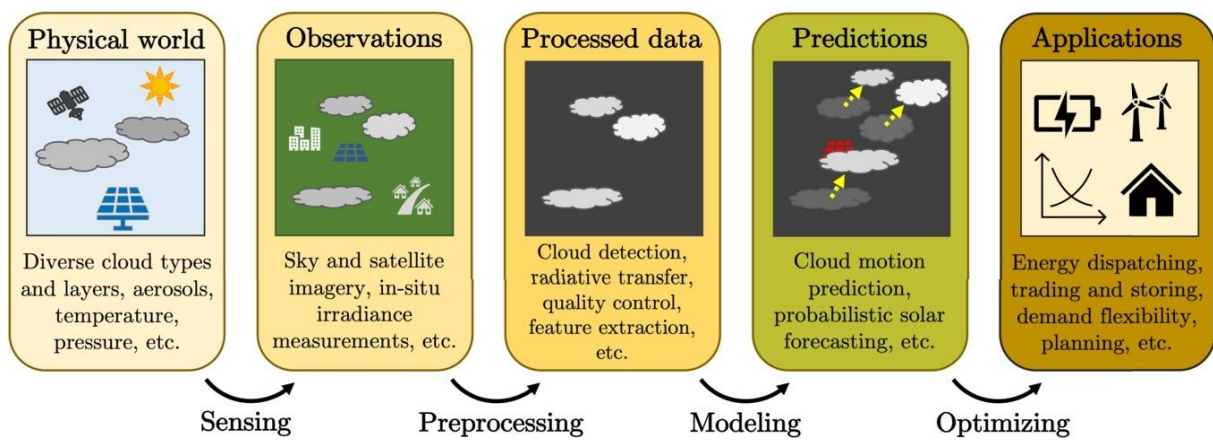 Physical world
Observations
Processed data
Predictions
Applications
Diverse cloud types
and layers, aerosols,
temperature,
pressure, etc.
Sky and satellite
imagery, in-situ
irradiance
measurements, etc.
Cloud detection,
radiative transfer,
quality control,
feature extraction,
etc.
Cloud motion
prediction,
probabilistic solar
forecasting, etc.
Energy dispatching,
trading and storing,
demand flexibility,
planning, etc.
Sensing
Preprocessing
Modeling
Optimizing